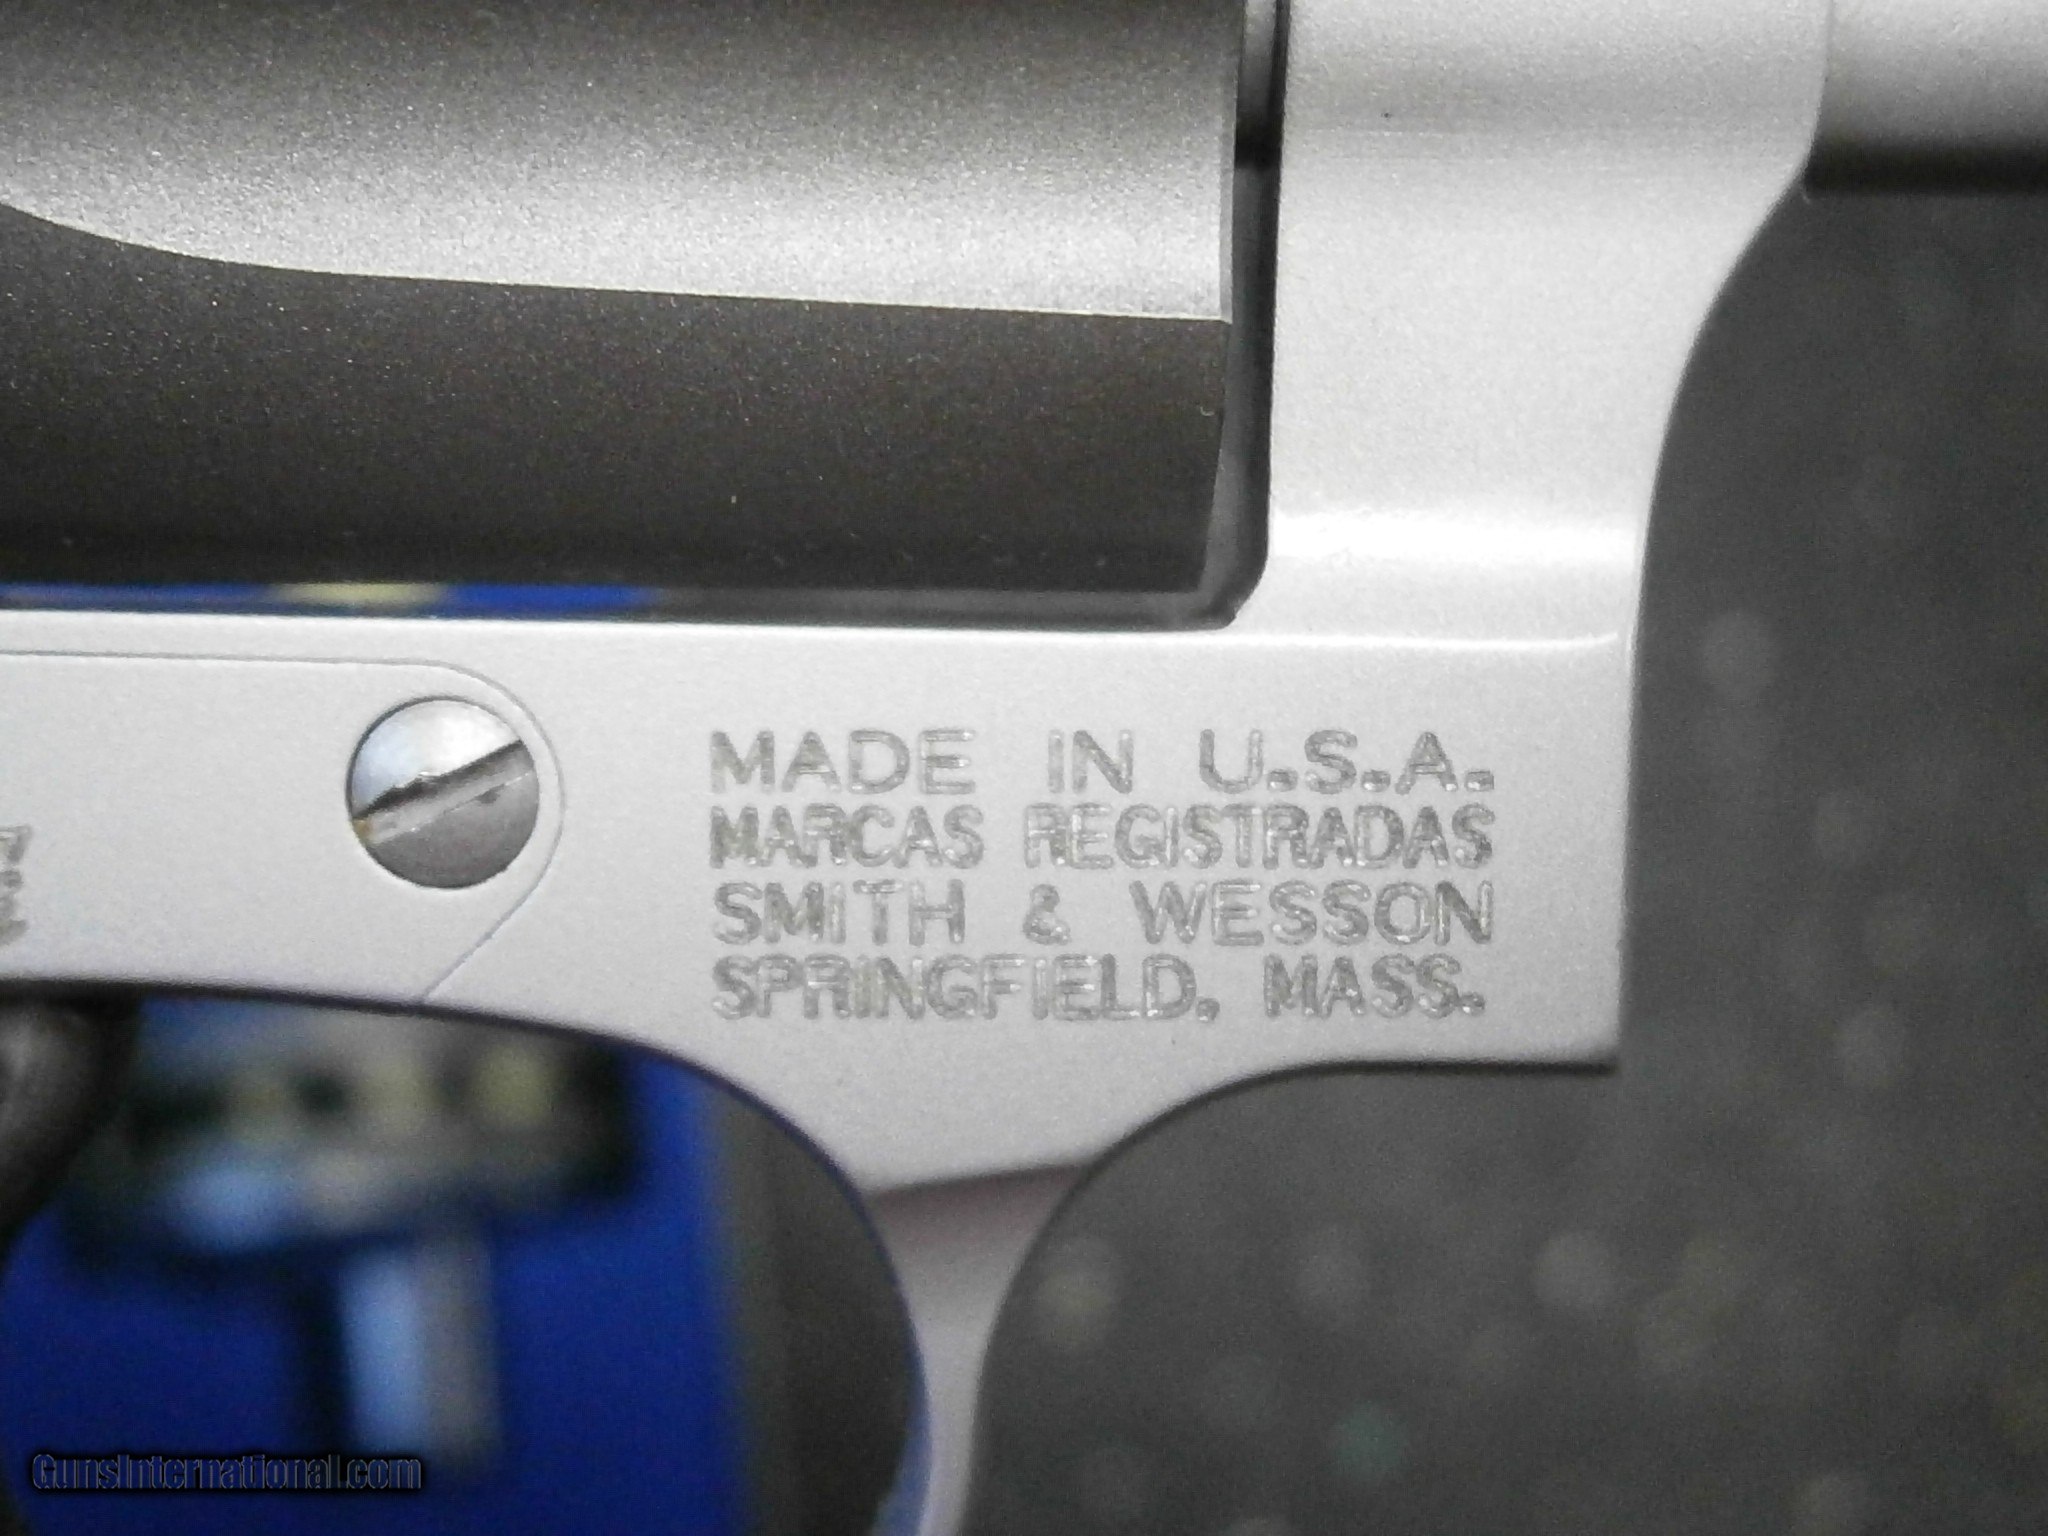 MADE IN U.S.A.
MARCAS REGISTRADAS
SMITH & WESSON
SPRINGFIELD, MASS.
GunsInternational.com